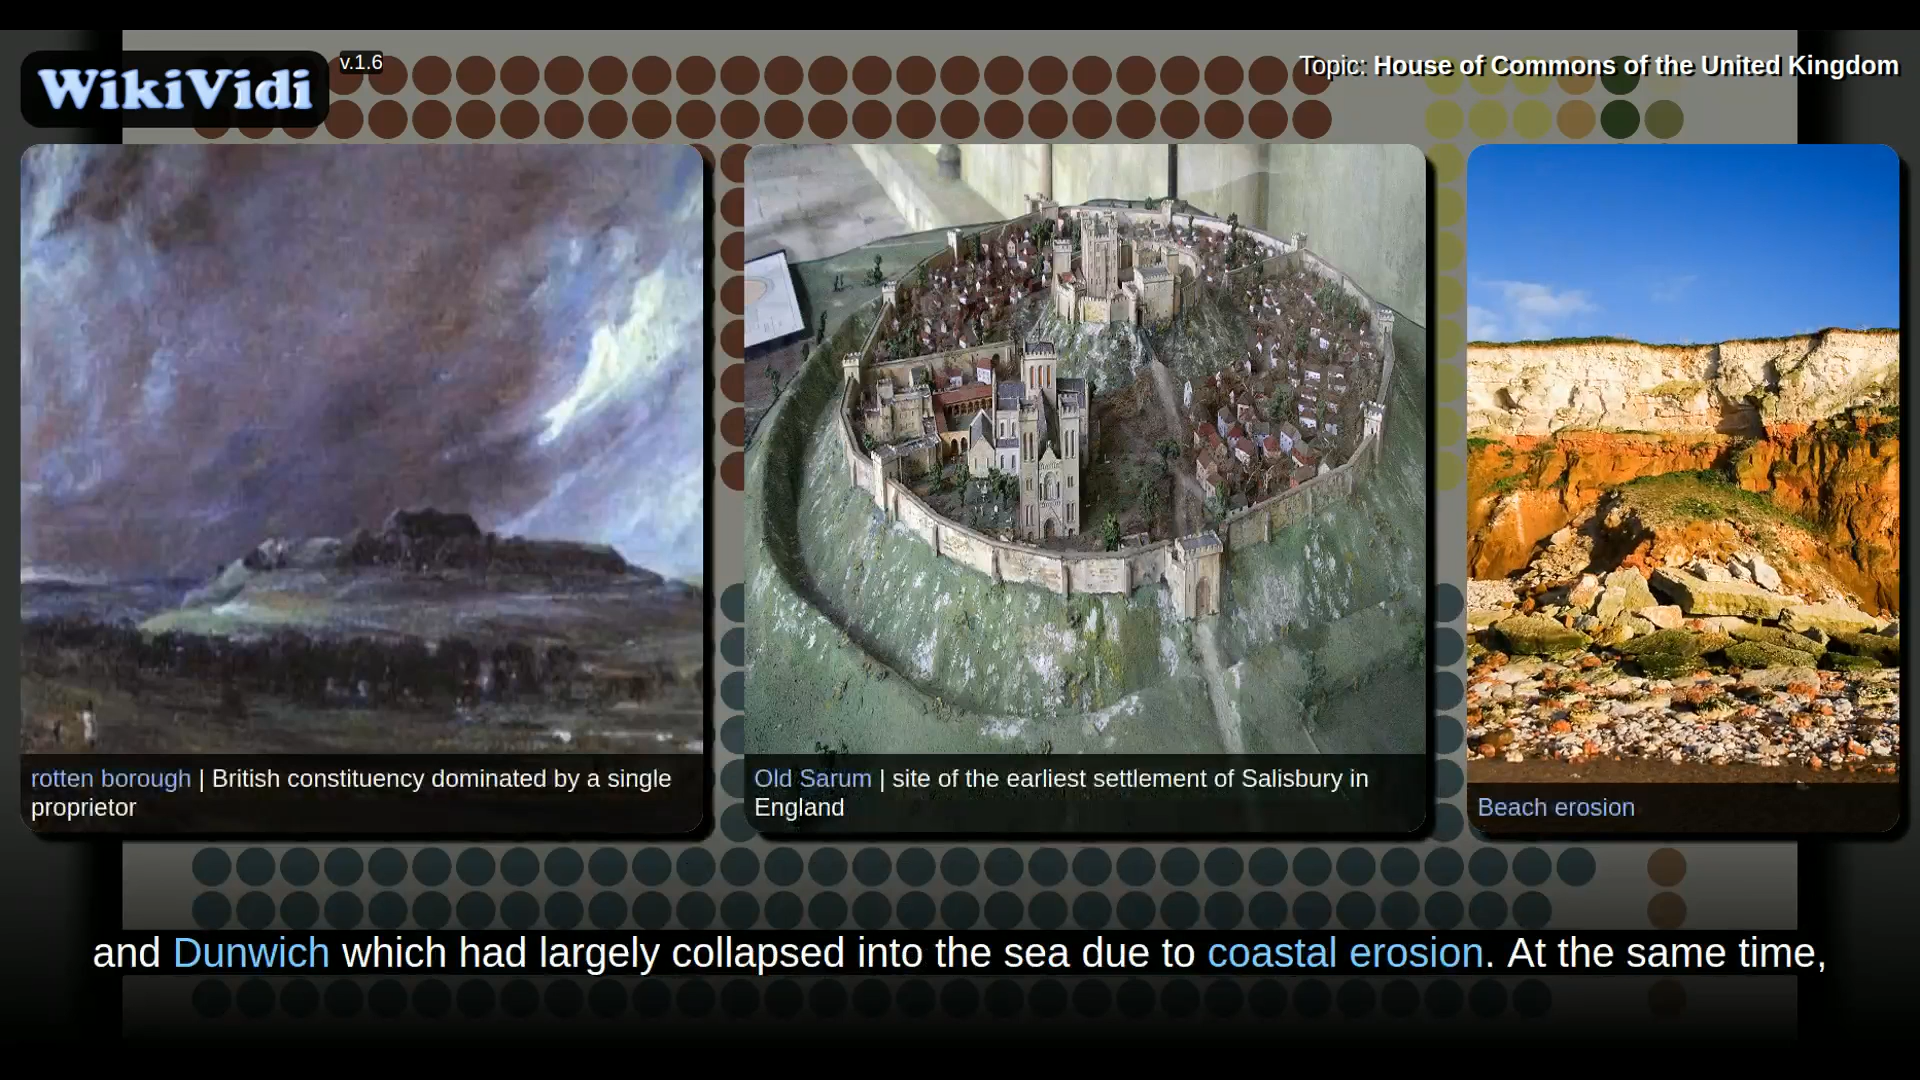 WikiVidi
v.1.6
Topic: House of Commons of the United Kingdom
rotten borough | British constituency dominated by a single
proprietor
Old Sarum | site of the earliest settlement of Salisbury in
England
Beach erosion
and Dunwich which had largely collapsed into the sea due to coastal erosion. At the same time,